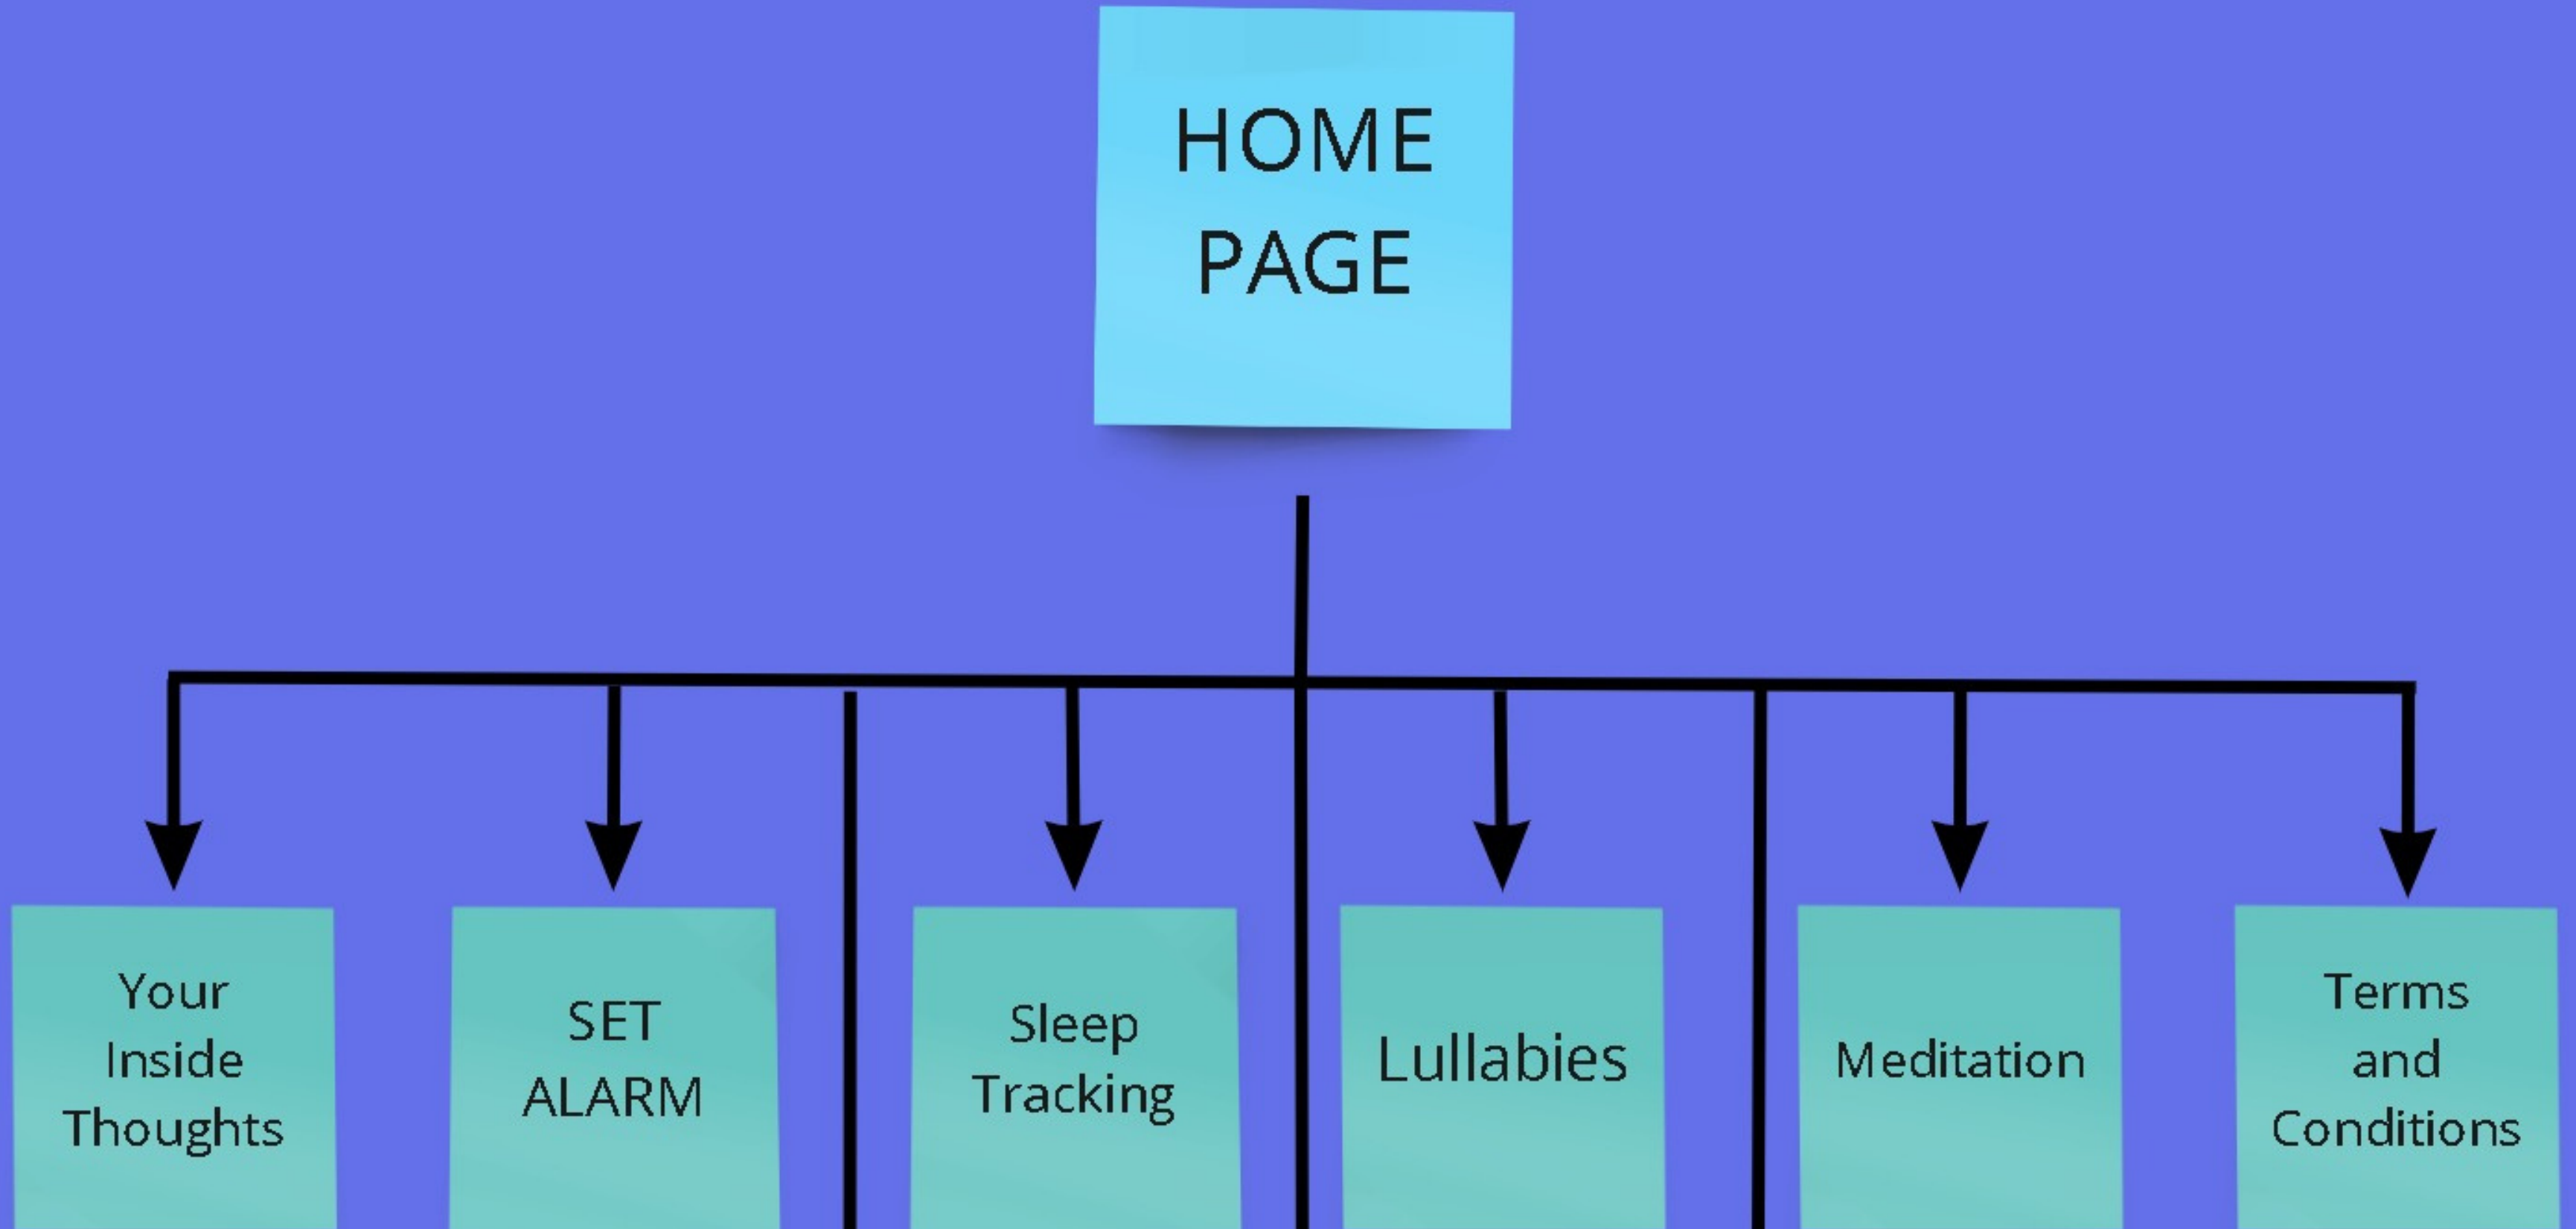 HOME
PAGE
Your
Inside
Thoughts
SET
ALARM
Sleep
Tracking
Lullabies
Meditation
Terms
and
Conditions